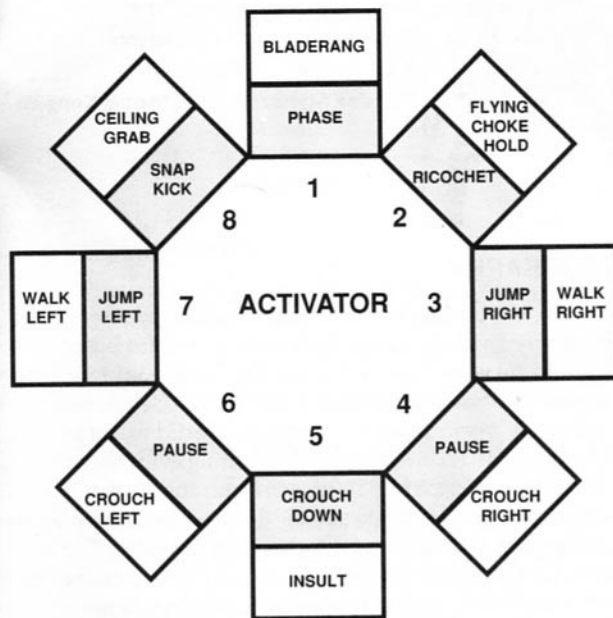 BLADERANG
PHASE
1
FLYING
CHOKE
HOLD
RICOCHET
2
JUMP
RIGHT
WALK
RIGHT
3
PAUSE
CROUCH
RIGHT
4
CROUCH
DOWN
INSULT
5
PAUSE
CROUCH
LEFT
6
WALK
LEFT
JUMP
LEFT
7
CEILING
GRAB
SNAP
KICK
8
ACTIVATOR